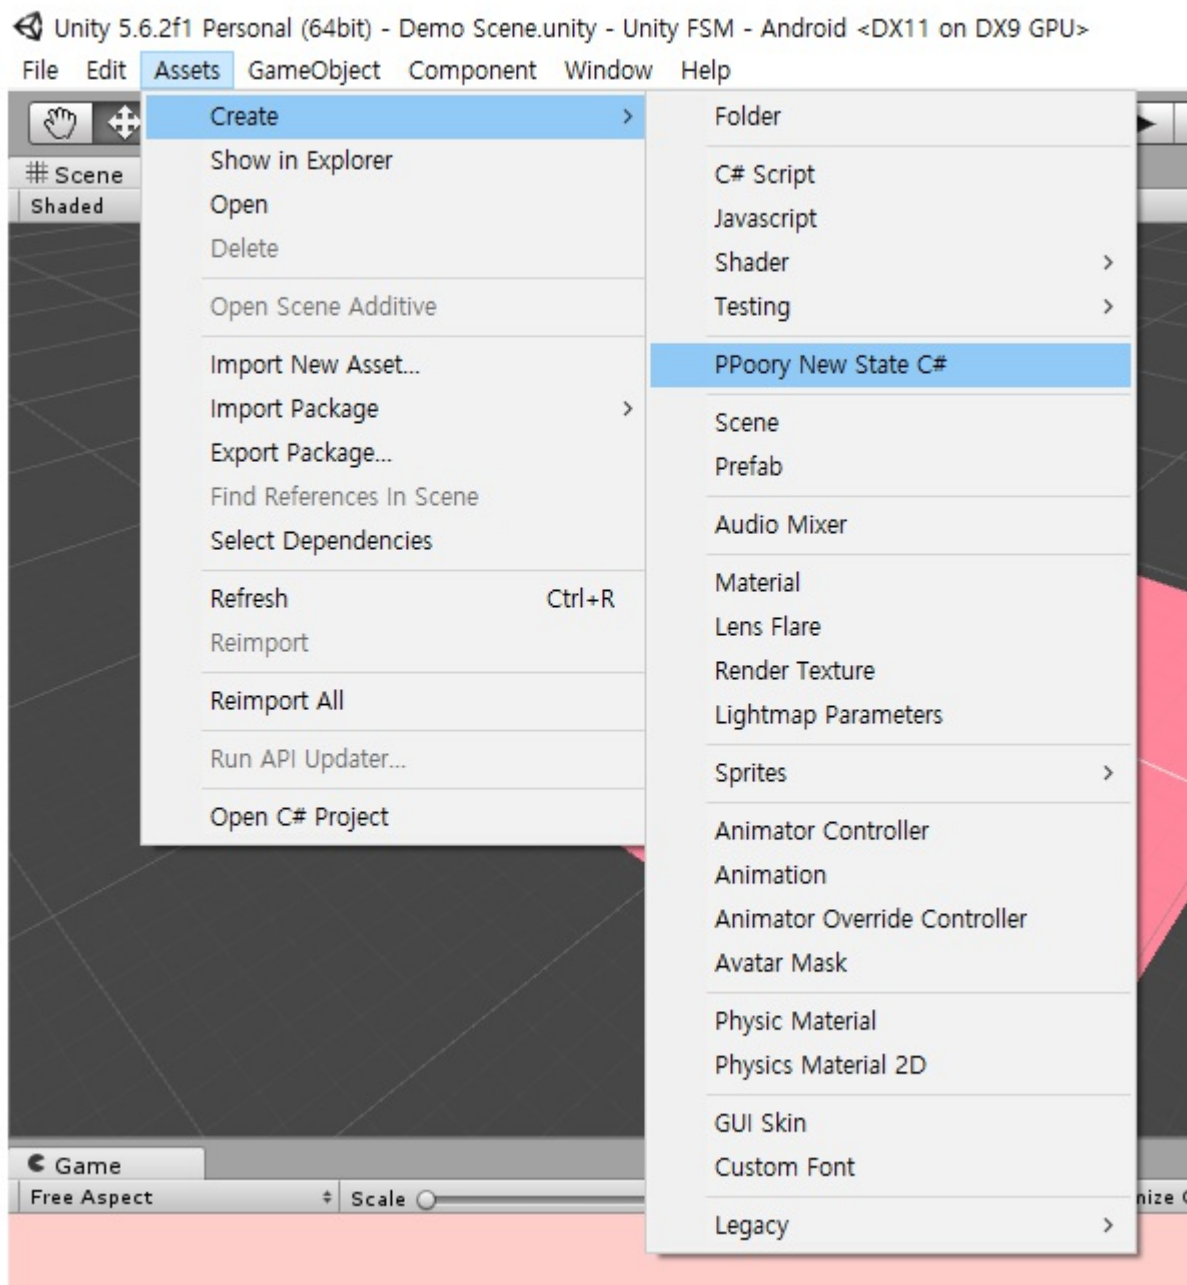 Unity 5.6.2f1 Personal (64bit) - Demo Scene.unity - Unity FSM - Android <DX11 on DX9 GPU>
File Edit Assets GameObject Component Window Help
Scene
Shaded
Create
Show in Explorer
Open
Delete
Open Scene Additive
Import New Asset...
Import Package
Export Package...
Find References In Scene
Select Dependencies
Refresh Ctrl+R
Reimport
Reimport All
Run API Updater...
Open C# Project
Folder
C# Script
Javascript
Shader
Testing
PPoory New State C#
Scene
Prefab
Audio Mixer
Material
Lens Flare
Render Texture
Lightmap Parameters
Sprites
Animator Controller
Animation
Animator Override Controller
Avatar Mask
Physic Material
Physics Material 2D
GUI Skin
Custom Font
Legacy
Game
Free Aspect Scale